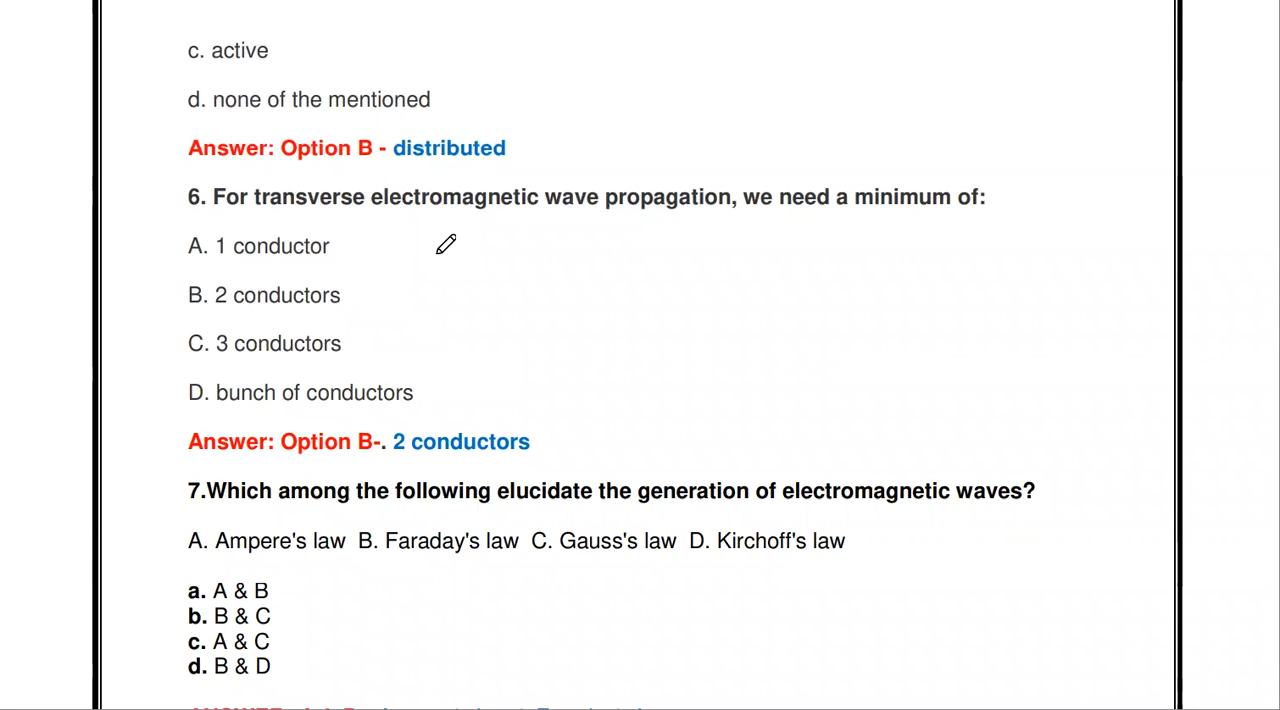 c. active
d. none of the mentioned
Answer: Option B - distributed
6. For transverse electromagnetic wave propagation, we need a minimum of:
A. 1 conductor
B. 2 conductors
C. 3 conductors
D. bunch of conductors
Answer: Option B-. 2 conductors
7.Which among the following elucidate the generation of electromagnetic waves?
A. Ampere's law  B. Faraday's law  C. Gauss's law  D. Kirchoff's law
a. A & B
b. B & C
c. A & C
d. B & D